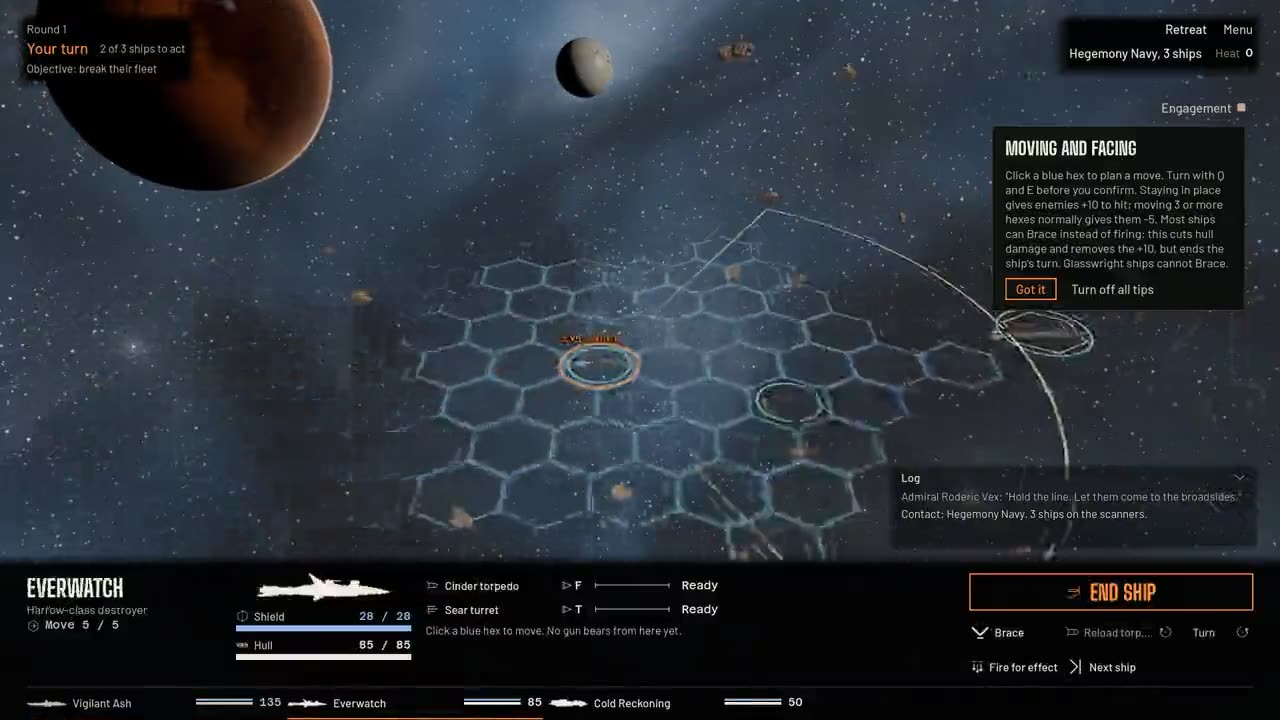 Round 1
Your turn 2 of 3 ships to act
Objective: break their fleet
Retreat Menu
Hegemony Navy, 3 ships Heat 0
Engagement
MOVING AND FACING
Click a blue hex to plan a move. Turn with Q
and E before you confirm. Staying in place
gives enemies +10 to hit; moving 3 or more
hexes normally gives them -5. Most ships
can Brace instead of firing: this cuts hull
damage and removes the +10, but ends the
ship's turn. Glasswright ships cannot Brace.
Got it Turn off all tips
Log
Admiral Roderic Vex: "Hold the line. Let them come to the broadsides."
Contact: Hegemony Navy. 3 ships on the scanners.
EVERWATCH
Harrow-class destroyer
Move 5 / 5
Shield 28 / 28
Hull 85 / 85
Cinder torpedo F Ready
Sear turret T Ready
Click a blue hex to move. No gun bears from here yet.
END SHIP
Brace Reload torp... Turn
Fire for effect Next ship
Vigilant Ash 135 Everwatch 85 Cold Reckoning 50